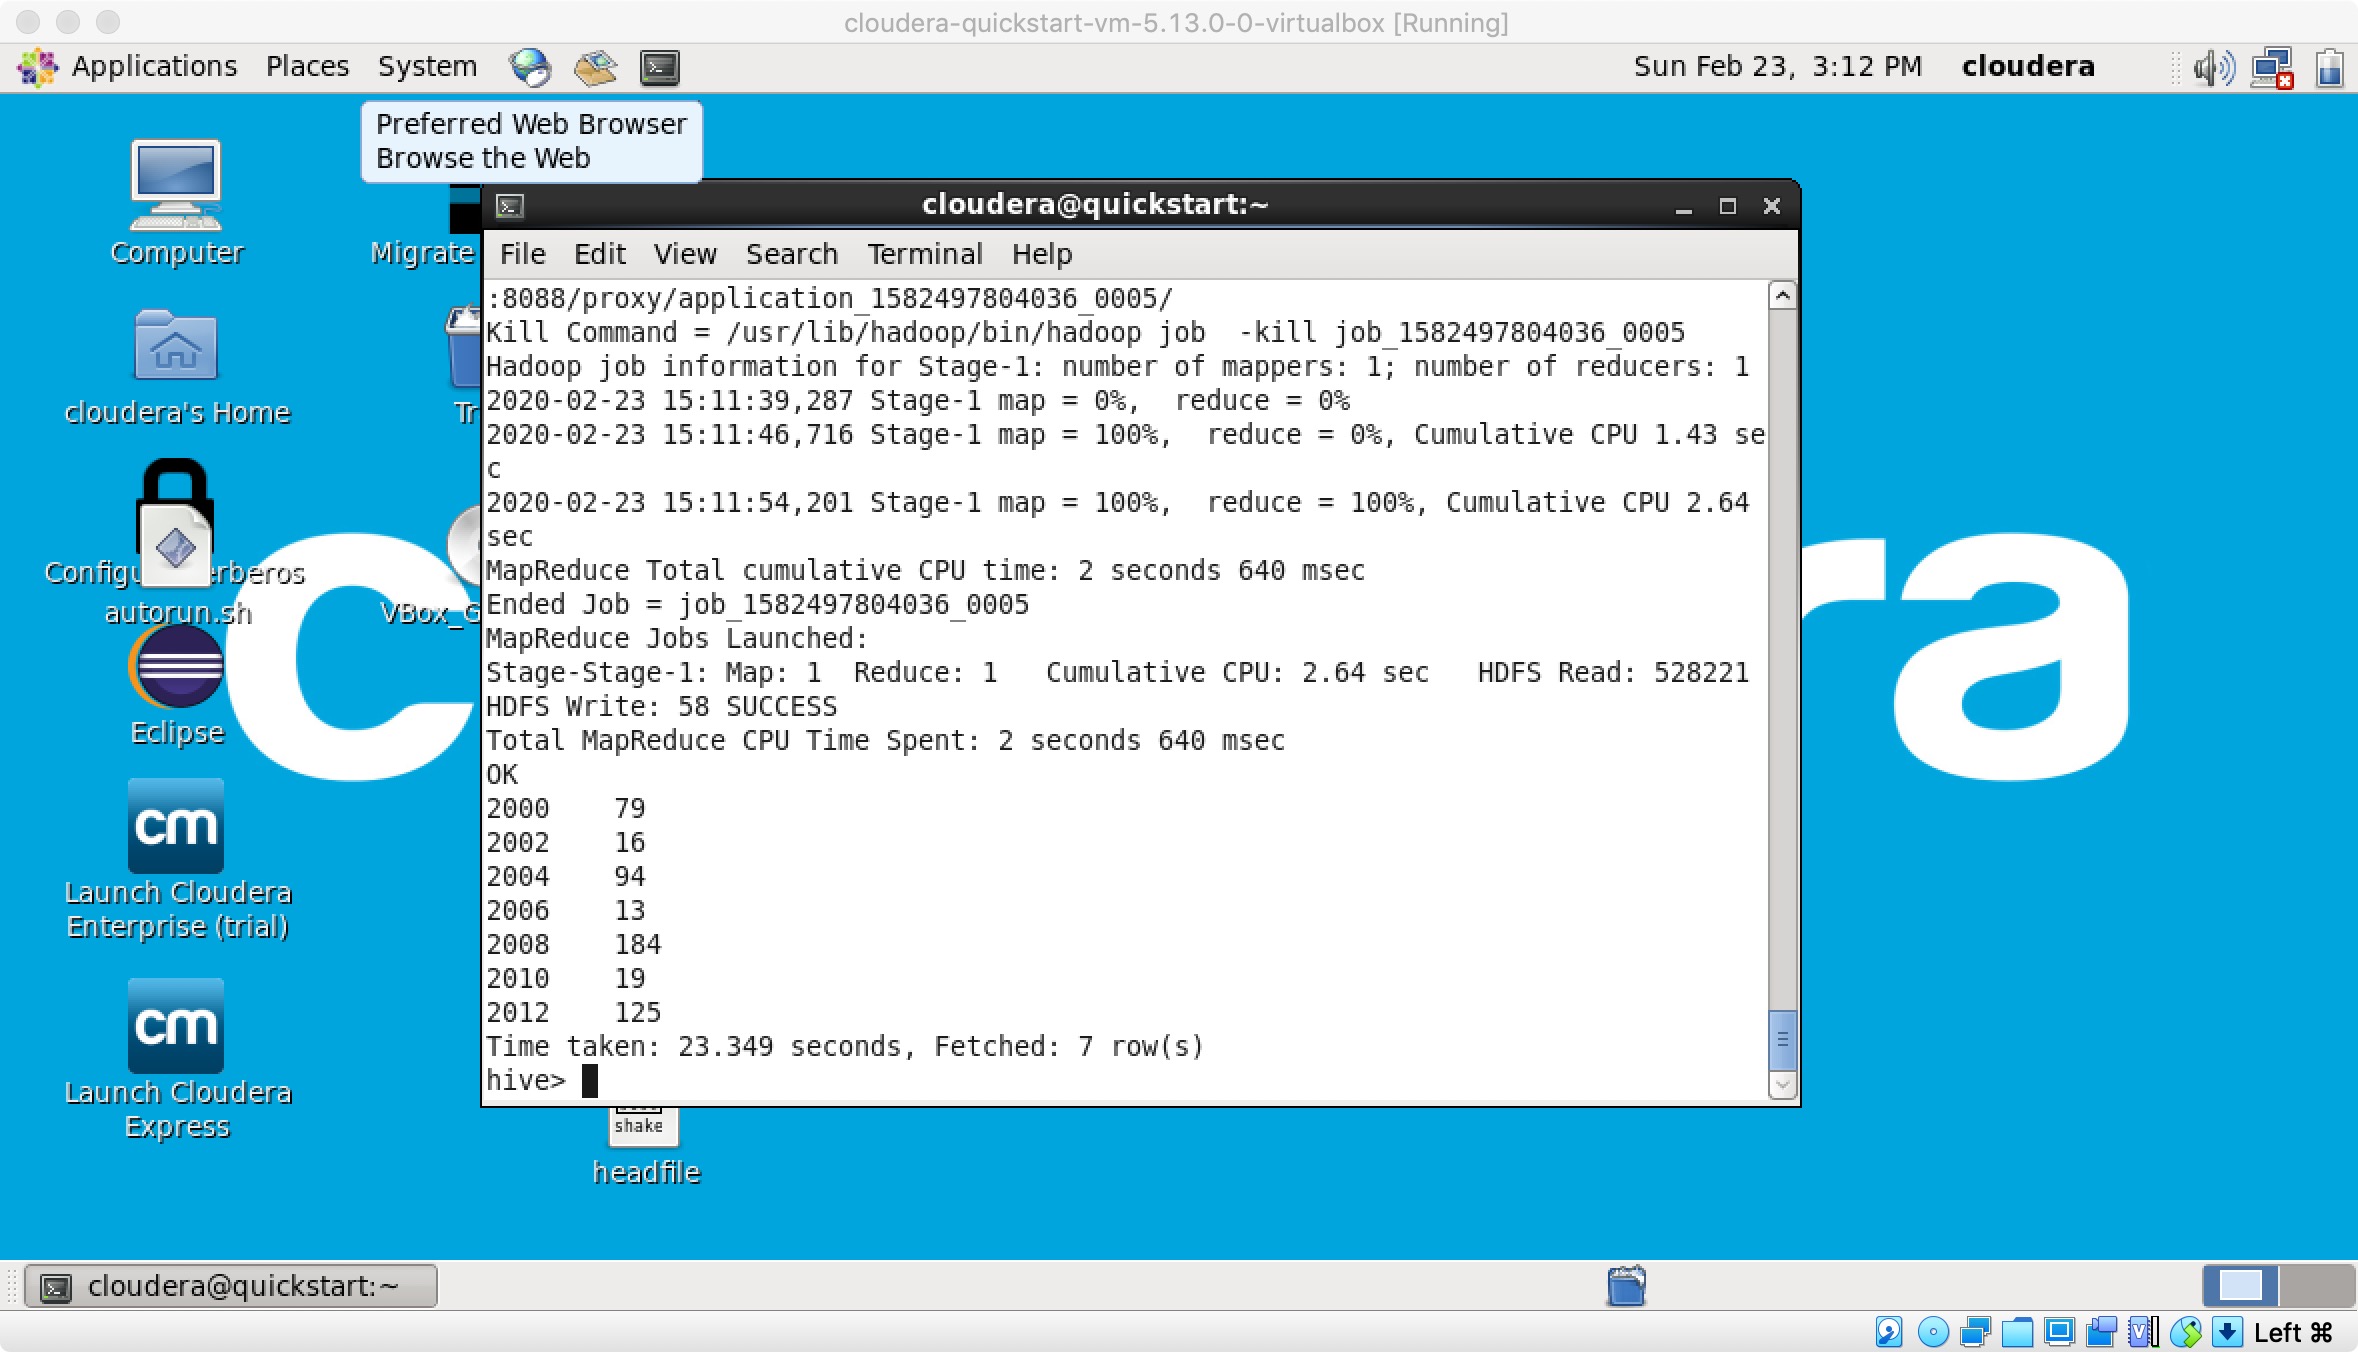 cloudera-quickstart-vm-5.13.0-0-virtualbox [Running]
Applications Places System
Sun Feb 23, 3:12 PM cloudera
Preferred Web Browser
Browse the Web
Computer
Migrate
cloudera's Home
Tr
Configu erberos
autorun.sh
VBox_G
Eclipse
cm
Launch Cloudera
Enterprise (trial)
cm
Launch Cloudera
Express
c
ra
cloudera@quickstart:~
File Edit View Search Terminal Help
:8088/proxy/application_1582497804036_0005/
Kill Command = /usr/lib/hadoop/bin/hadoop job  -kill job_1582497804036_0005
Hadoop job information for Stage-1: number of mappers: 1; number of reducers: 1
2020-02-23 15:11:39,287 Stage-1 map = 0%,  reduce = 0%
2020-02-23 15:11:46,716 Stage-1 map = 100%,  reduce = 0%, Cumulative CPU 1.43 se
c
2020-02-23 15:11:54,201 Stage-1 map = 100%,  reduce = 100%, Cumulative CPU 2.64
sec
MapReduce Total cumulative CPU time: 2 seconds 640 msec
Ended Job = job_1582497804036_0005
MapReduce Jobs Launched:
Stage-Stage-1: Map: 1  Reduce: 1   Cumulative CPU: 2.64 sec   HDFS Read: 528221
HDFS Write: 58 SUCCESS
Total MapReduce CPU Time Spent: 2 seconds 640 msec
OK
2000    79
2002    16
2004    94
2006    13
2008    184
2010    19
2012    125
Time taken: 23.349 seconds, Fetched: 7 row(s)
hive>
shake
headfile
cloudera@quickstart:~
Left ⌘